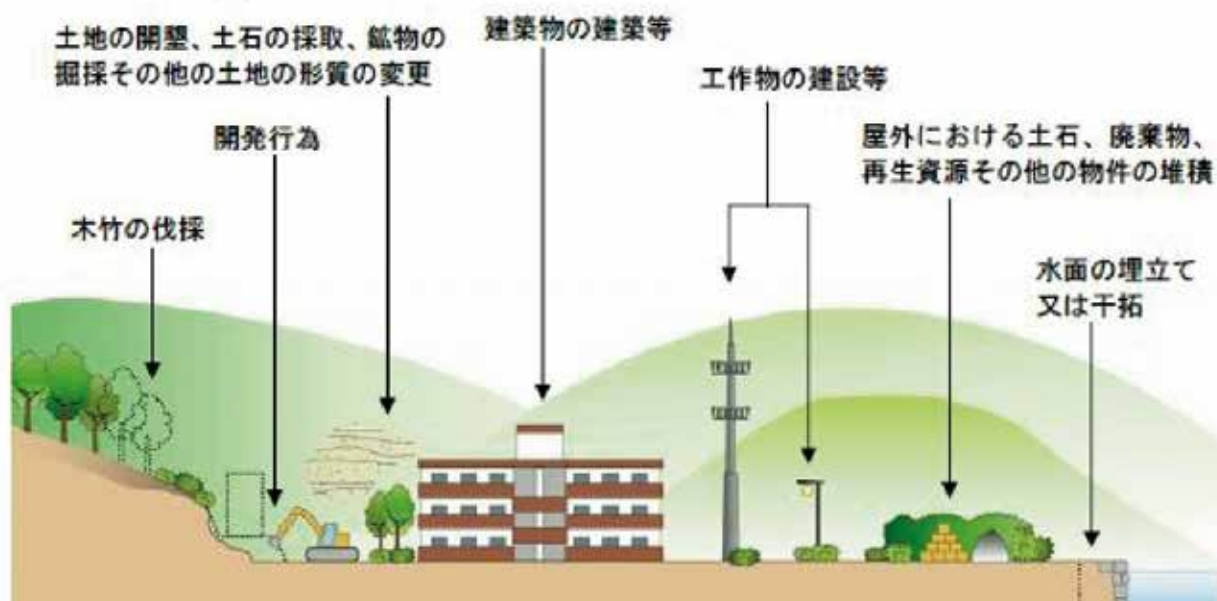 土地の開墾、土石の採取、鉱物の
掘採その他の土地の形質の変更
建築物の建築等
工作物の建設等
開発行為
屋外における土石、廃棄物、
再生資源その他の物件の堆積
木竹の伐採
水面の埋立て
又は干拓